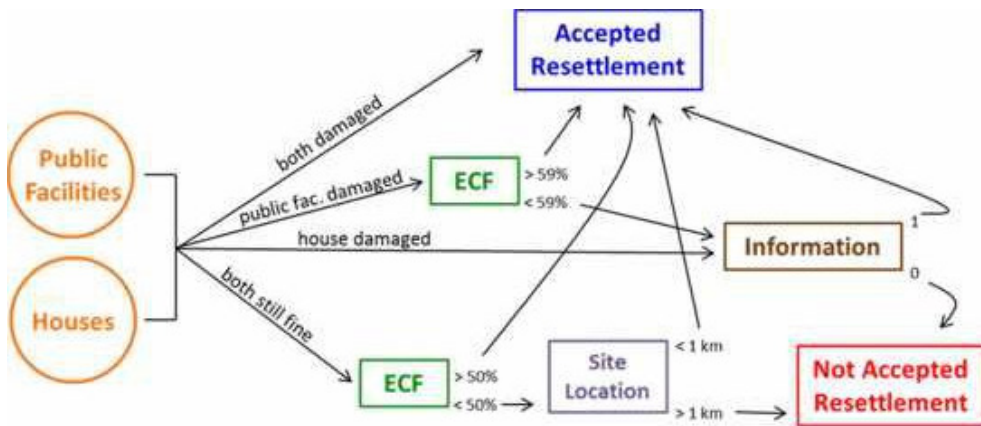 Accepted
Resettlement
both damaged
Public
Facilities
public fac. damaged
ECF
> 59%
< 59%
house damaged
Information
1
0
both still fine
Houses
ECF
> 50%
< 50%
Site
Location
< 1 km
> 1 km
Not Accepted
Resettlement